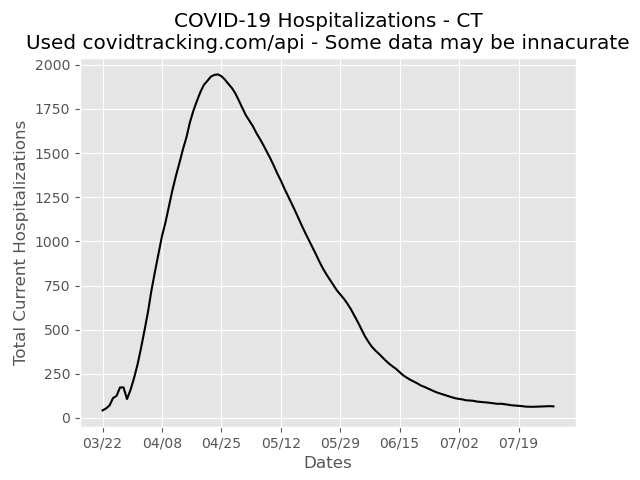 COVID-19 Hospitalizations - CT
Used covidtracking.com/api - Some data may be innacurate
Total Current Hospitalizations
2000
1750
1500
1250
1000
750
500
250
0
03/22 04/08 04/25 05/12 05/29 06/15 07/02 07/19
Dates